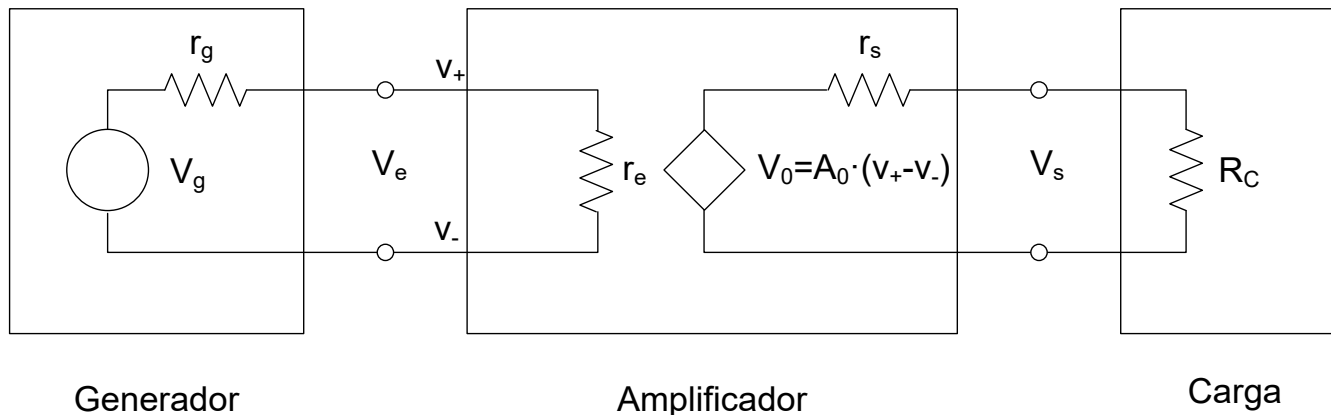 r_g
V_g
V_e
v_+
v_-
r_e
r_s
V_0=A_0·(v_+-v_-)
V_s
R_C
Generador
Amplificador
Carga